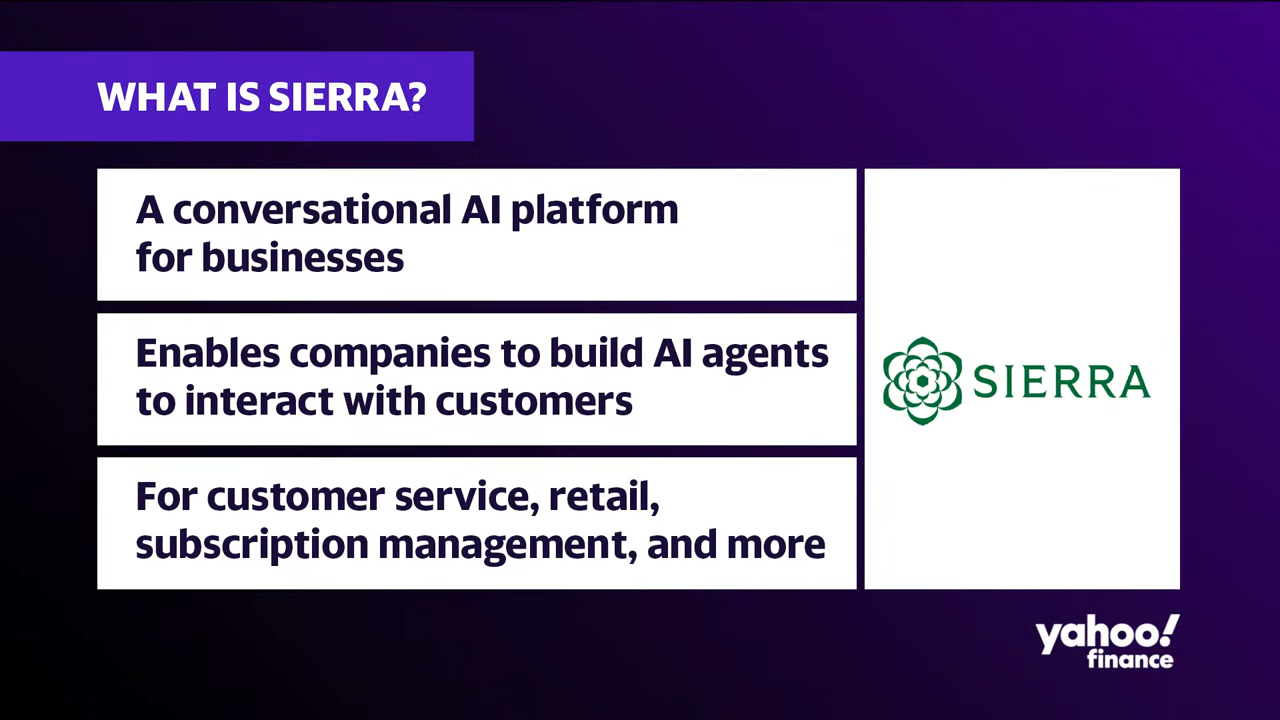 WHAT IS SIERRA?
A conversational AI platform
for businesses
Enables companies to build AI agents
to interact with customers
For customer service, retail,
subscription management, and more
SIERRA
yahoo!
finance